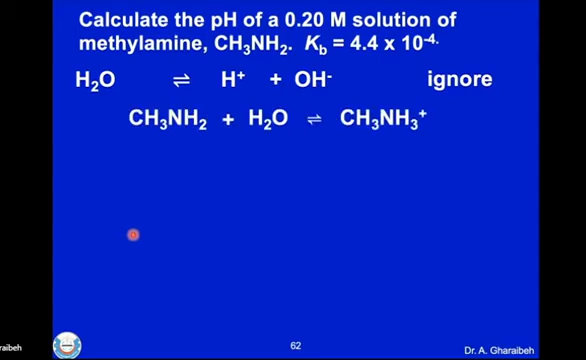 Calculate the pH of a 0.20 M solution of
methylamine, CH₃NH₂. K_b = 4.4 x 10⁻⁴.
H₂O ⇌ H⁺ + OH⁻ ignore
CH₃NH₂ + H₂O ⇌ CH₃NH₃⁺
raibeh
62
Dr. A. Gharaibeh